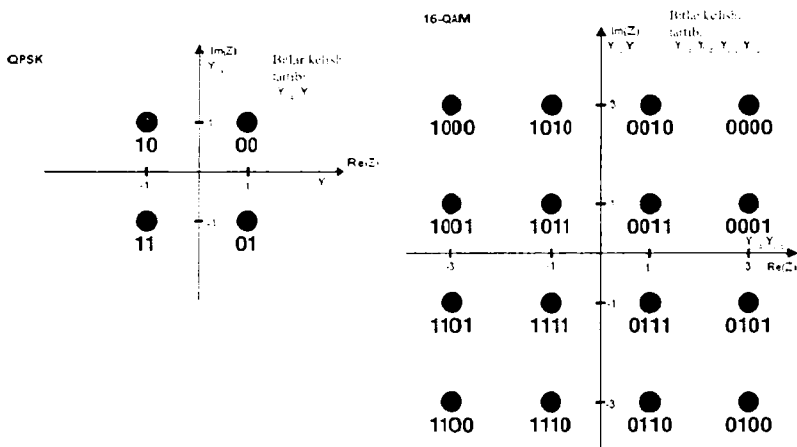 QPSK
Im(Z)
Bitlar kelish
tartibi
10 00
Re(Z)
-1 1 Y
-1
11 01
16-QAM
Im(Z)
Bitlar kelish
tartibi
3
1000 1010 0010 0000
1
1001 1011 0011 0001
-3 -1 1 3 Re(Z)
-1
1101 1111 0111 0101
-3
1100 1110 0110 0100